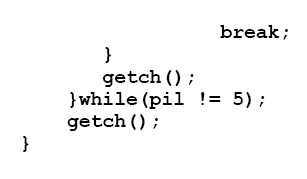 break;
}
getch();
}while(pil != 5);
getch();
}